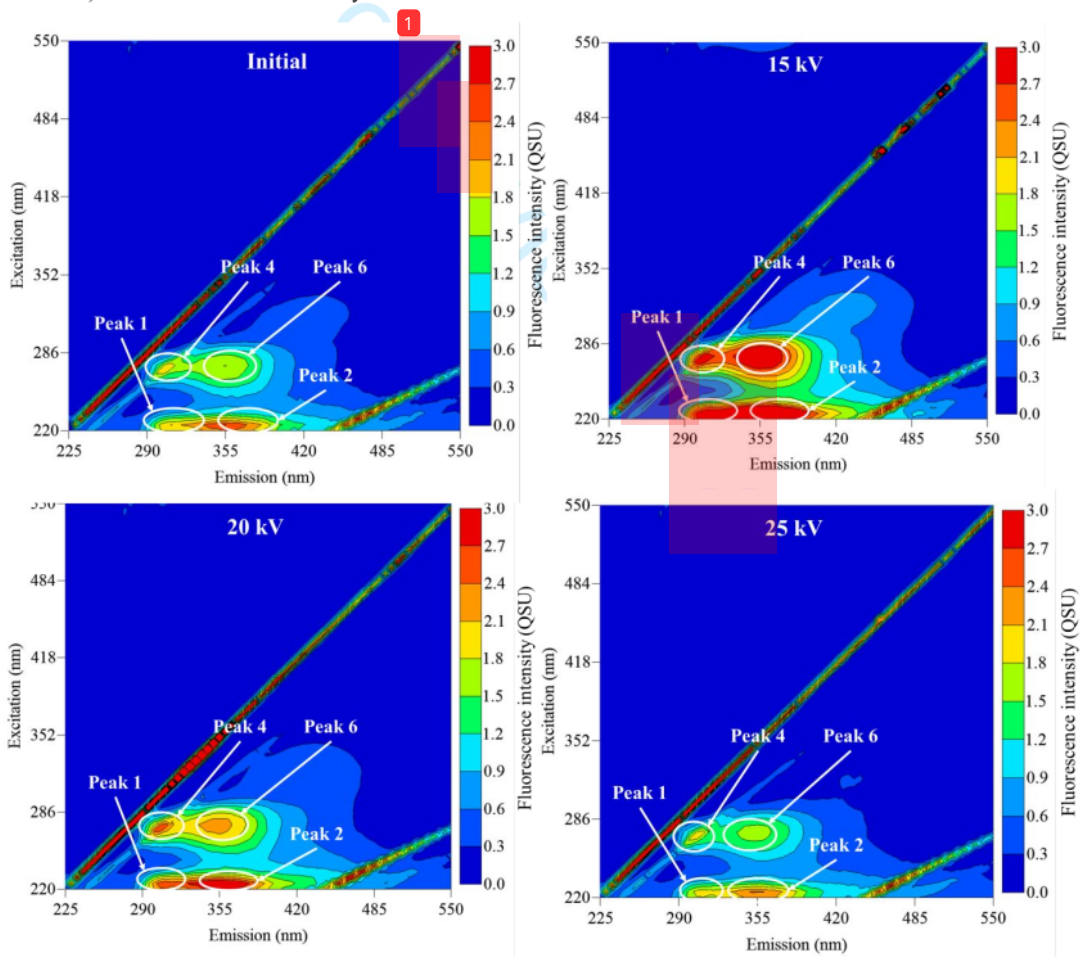 1
Initial
550
484
418
352
286
220
Excitation (nm)
Peak 4
Peak 6
Peak 1
Peak 2
225
290
355
420
485
550
Emission (nm)
3.0
2.7
2.4
2.1
1.8
1.5
1.2
0.9
0.6
0.3
0.0
Fluorescence intensity (QSU)
15 kV
550
484
418
352
286
220
Excitation (nm)
Peak 4
Peak 6
Peak 1
Peak 2
225
290
355
420
485
550
Emission (nm)
3.0
2.7
2.4
2.1
1.8
1.5
1.2
0.9
0.6
0.3
0.0
Fluorescence intensity (QSU)
20 kV
550
484
418
352
286
220
Excitation (nm)
Peak 4
Peak 6
Peak 1
Peak 2
225
290
355
420
485
550
Emission (nm)
3.0
2.7
2.4
2.1
1.8
1.5
1.2
0.9
0.6
0.3
0.0
Fluorescence intensity (QSU)
25 kV
550
484
418
352
286
220
Excitation (nm)
Peak 4
Peak 6
Peak 1
Peak 2
225
290
355
420
485
550
Emission (nm)
3.0
2.7
2.4
2.1
1.8
1.5
1.2
0.9
0.6
0.3
0.0
Fluorescence intensity (QSU)